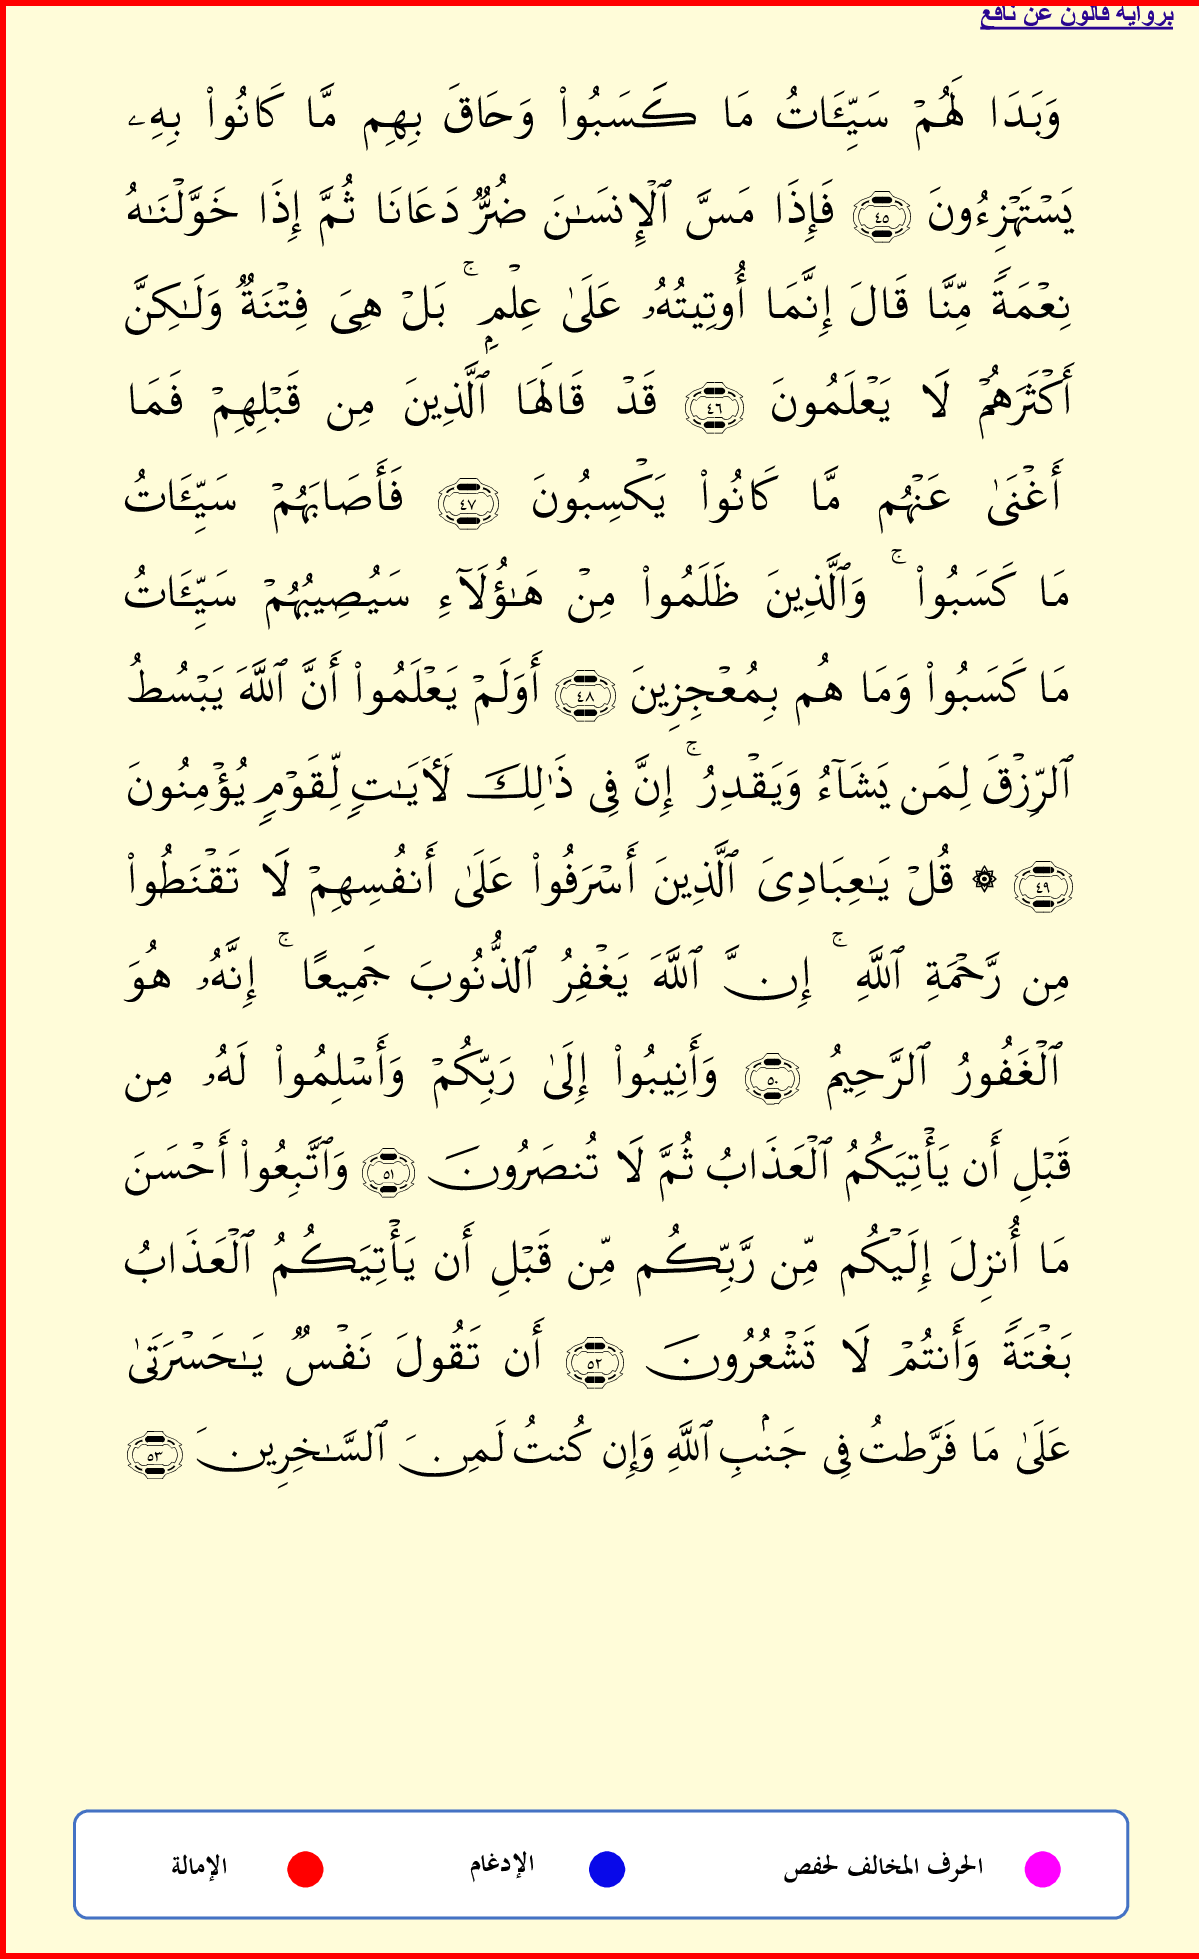 برواية قالون عن نافع
وَبَدَا لَهُمۡ سَيِّـَٔاتُ مَا كَسَبُواْ وَحَاقَ بِهِم مَّا كَانُواْ بِهِۦ
يَسۡتَهۡزِءُونَ ٤٥ فَإِذَا مَسَّ ٱلۡإِنسَٰنَ ضُرّٞ دَعَانَا ثُمَّ إِذَا خَوَّلۡنَٰهُ
نِعۡمَةٗ مِّنَّا قَالَ إِنَّمَا أُوتِيتُهُۥ عَلَىٰ عِلۡمِۭ ۚ بَلۡ هِيَ فِتۡنَةٞ وَلَٰكِنَّ
أَكۡثَرَهُمۡ لَا يَعۡلَمُونَ ٤٦ قَدۡ قَالَهَا ٱلَّذِينَ مِن قَبۡلِهِمۡ فَمَا
أَغۡنَىٰ عَنۡهُم مَّا كَانُواْ يَكۡسِبُونَ ٤٧ فَأَصَابَهُمۡ سَيِّـَٔاتُ
مَا كَسَبُواْ ۚ وَٱلَّذِينَ ظَلَمُواْ مِنۡ هَٰٓؤُلَآءِ سَيُصِيبُهُمۡ سَيِّـَٔاتُ
مَا كَسَبُواْ وَمَا هُم بِمُعۡجِزِينَ ٤٨ أَوَلَمۡ يَعۡلَمُواْ أَنَّ ٱللَّهَ يَبۡسُطُ
ٱلرِّزۡقَ لِمَن يَشَآءُ وَيَقۡدِرُ ۚ إِنَّ فِي ذَٰلِكَ لَأٓيَٰتٖ لِّقَوۡمٖ يُؤۡمِنُونَ
٤٩ ۞ قُلۡ يَٰعِبَادِيَ ٱلَّذِينَ أَسۡرَفُواْ عَلَىٰ أَنفُسِهِمۡ لَا تَقۡنَطُواْ
مِن رَّحۡمَةِ ٱللَّهِ ۚ إِنَّ ٱللَّهَ يَغۡفِرُ ٱلذُّنُوبَ جَمِيعًا ۚ إِنَّهُۥ هُوَ
ٱلۡغَفُورُ ٱلرَّحِيمُ ٥٠ وَأَنِيبُواْ إِلَىٰ رَبِّكُمۡ وَأَسۡلِمُواْ لَهُۥ مِن
قَبۡلِ أَن يَأۡتِيَكُمُ ٱلۡعَذَابُ ثُمَّ لَا تُنصَرُونَ ٥١ وَٱتَّبِعُواْ أَحۡسَنَ
مَا أُنزِلَ إِلَيۡكُم مِّن رَّبِّكُم مِّن قَبۡلِ أَن يَأۡتِيَكُمُ ٱلۡعَذَابُ
بَغۡتَةٗ وَأَنتُمۡ لَا تَشۡعُرُونَ ٥٢ أَن تَقُولَ نَفۡسٞ يَٰحَسۡرَتَىٰ
عَلَىٰ مَا فَرَّطتُ فِي جَنۢبِ ٱللَّهِ وَإِن كُنتُ لَمِنَ ٱلسَّٰخِرِينَ ٥٣
الحرف المخالف لحفص الإدغام الإمالة